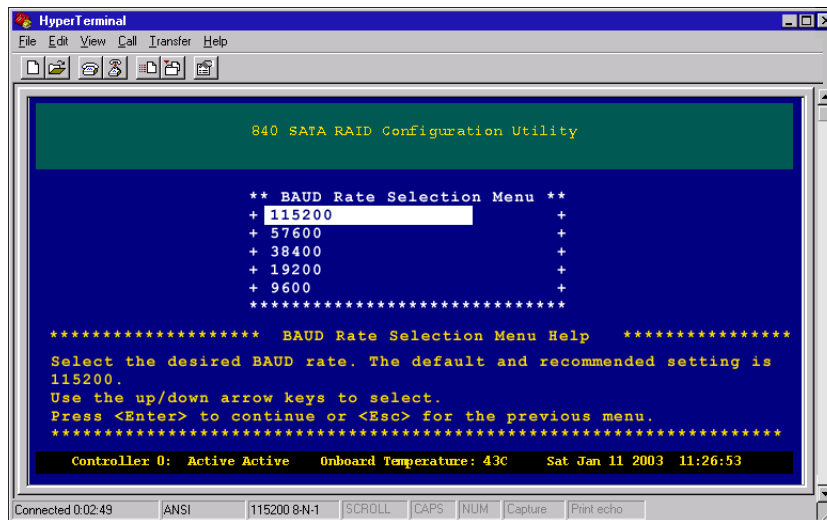 HyperTerminal
File Edit View Call Transfer Help
840 SATA RAID Configuration Utility
** BAUD Rate Selection Menu **
+ 115200 +
+ 57600 +
+ 38400 +
+ 19200 +
+ 9600 +
******************************
******************** BAUD Rate Selection Menu Help ****************
Select the desired BAUD rate. The default and recommended setting is
115200.
Use the up/down arrow keys to select.
Press <Enter> to continue or <Esc> for the previous menu.
**********************************************************************
Controller 0: Active Active Onboard Temperature: 43C Sat Jan 11 2003 11:26:53
Connected 0:02:49 ANSI 115200 8-N-1 SCROLL CAPS NUM Capture Print echo